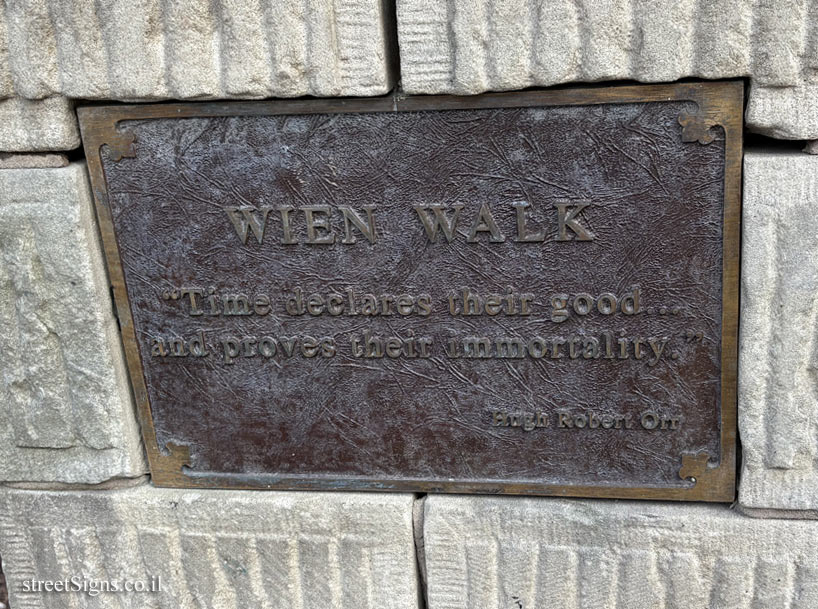 WIEN WALK
“Time declares their good...
and proves their immortality.”
Hugh Robert Orr
streetSigns.co.il